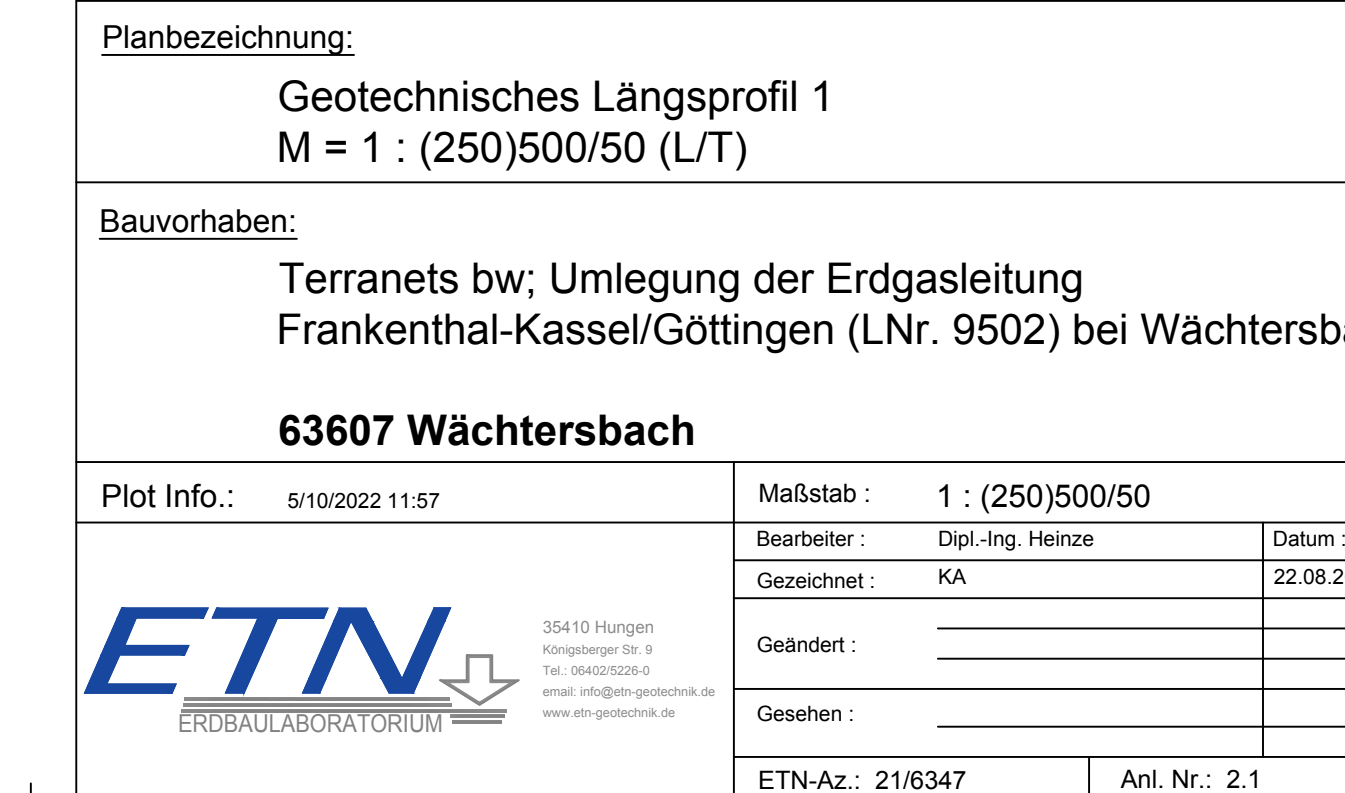 Planbezeichnung:
Geotechnisches Längsprofil 1
M = 1 : (250)500/50 (L/T)
Bauvorhaben:
Terranets bw; Umlegung der Erdgasleitung
Frankenthal-Kassel/Göttingen (LNr. 9502) bei
63607 Wächtersbach
Plot Info.: 5/10/2022 11:57
Maßstab : 1 : (250)500/50
Bearbeiter : Dipl.-Ing. Heinze Datum :
Gezeichnet : KA
Geändert :
Gesehen :
ETN
ERDBAULABORATORIUM
35410 Hungen
Königsberger Str. 9
Tel.: 06402/5226-0
email: info@etn-geotechnik.de
www.etn-geotechnik.de
ETN-Az.: 21/6347 Anl. Nr.: 2.1